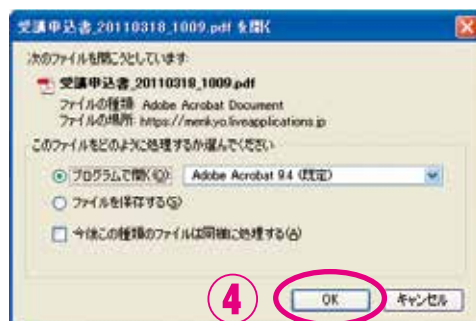 受講申込書_20110318_1009.pdf を開く
次のファイルを開こうとしています:
受講申込書_20110318_1009.pdf
ファイルの種類: Adobe Acrobat Document
ファイルの場所: https://menkyo.liveapplications.jp
このファイルをどのように処理するか選んでください
プログラムで開く(O): Adobe Acrobat 9.4 (既定)
ファイルを保存する(S)
今後この種類のファイルは同様に処理する(A)
④ OK キャンセル